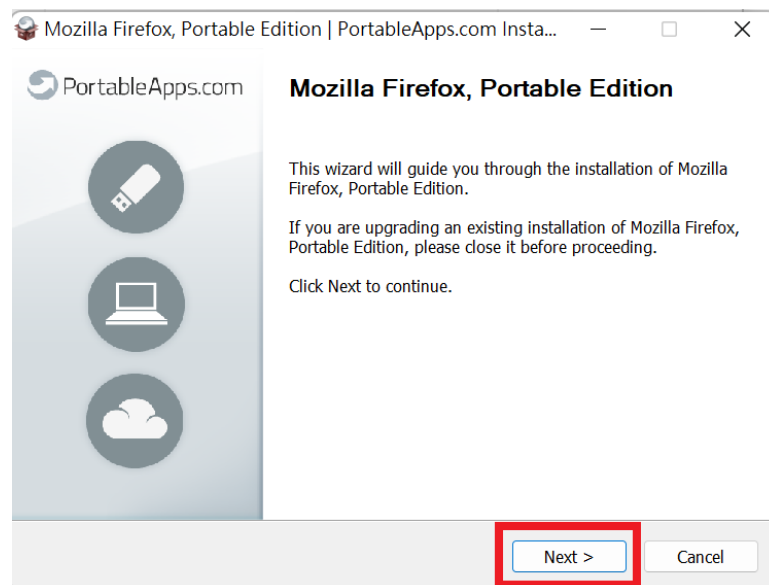 Mozilla Firefox, Portable Edition | PortableApps.com Insta...
PortableApps.com
Mozilla Firefox, Portable Edition
This wizard will guide you through the installation of Mozilla
Firefox, Portable Edition.
If you are upgrading an existing installation of Mozilla Firefox,
Portable Edition, please close it before proceeding.
Click Next to continue.
Next >
Cancel